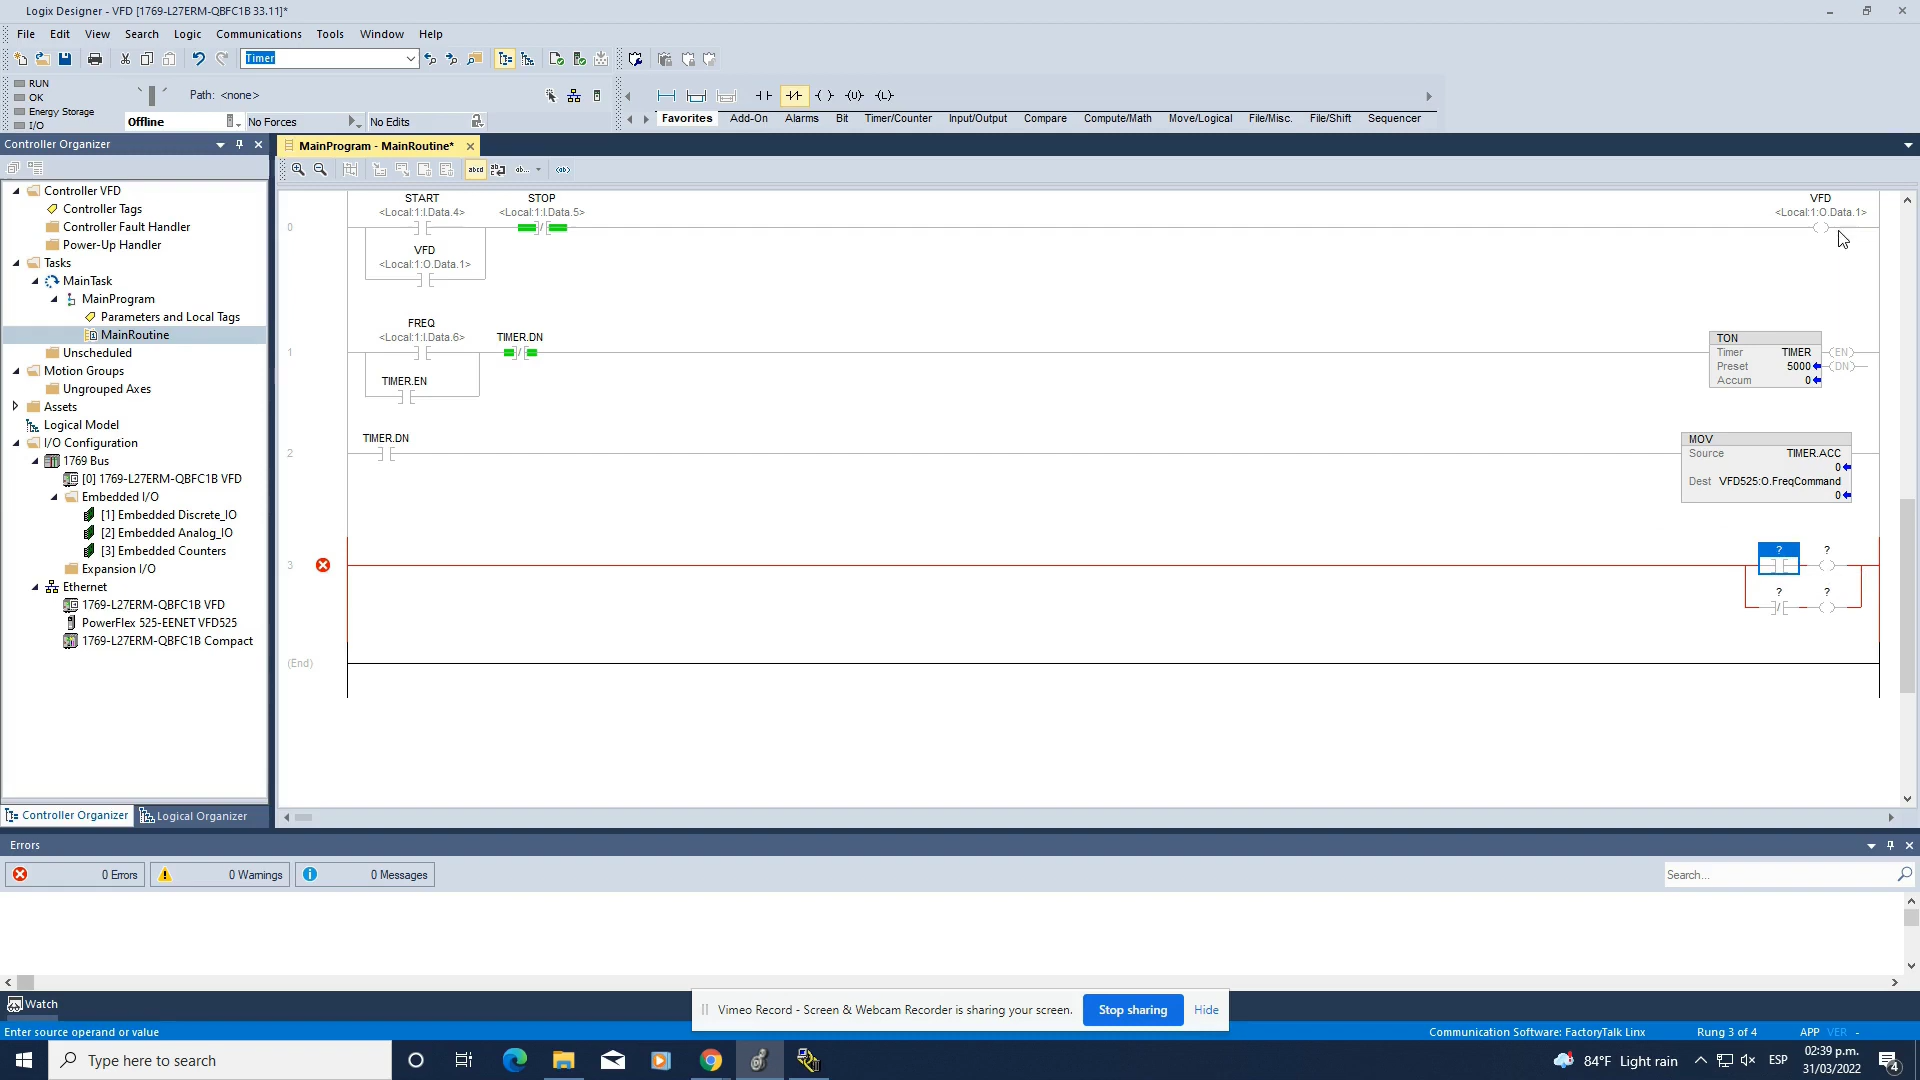 Logix Designer - VFD [1769-L27ERM-QBFC1B 33.11]*
File Edit View Search Logic Communications Tools Window Help
Timer
RUN
OK
Energy Storage
I/O
Path: <none>
Offline
No Forces
No Edits
Favorites Add-On Alarms Bit Timer/Counter Input/Output Compare Compute/Math Move/Logical File/Misc. File/Shift Sequencer
Controller Organizer
MainProgram - MainRoutine*
Controller VFD
Controller Tags
Controller Fault Handler
Power-Up Handler
Tasks
MainTask
MainProgram
Parameters and Local Tags
MainRoutine
Unscheduled
Motion Groups
Ungrouped Axes
Assets
Logical Model
I/O Configuration
1769 Bus
[0] 1769-L27ERM-QBFC1B VFD
Embedded I/O
[1] Embedded Discrete_IO
[2] Embedded Analog_IO
[3] Embedded Counters
Expansion I/O
Ethernet
1769-L27ERM-QBFC1B VFD
PowerFlex 525-EENET VFD525
1769-L27ERM-QBFC1B Compact
Controller Organizer
Logical Organizer
START STOP VFD
<Local:1:I.Data.4> <Local:1:I.Data.5> <Local:1:O.Data.1>
0
VFD
<Local:1:O.Data.1>
FREQ
<Local:1:I.Data.6>
TIMER.DN
1
TIMER.EN
TON
Timer TIMER
Preset 5000
Accum 0
EN
DN
TIMER.DN
2
MOV
Source TIMER.ACC
0
Dest VFD525:O.FreqCommand
0
3
? ?
? ?
(End)
Errors
0 Errors
0 Warnings
0 Messages
Search...
Watch
Vimeo Record - Screen & Webcam Recorder is sharing your screen.
Stop sharing
Hide
Enter source operand or value
Communication Software: FactoryTalk Linx
Rung 3 of 4
APP VER
Type here to search
84°F Light rain
ESP
02:39 p.m.
31/03/2022
4